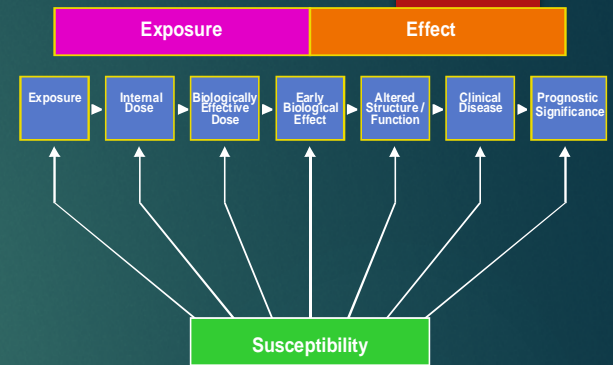 Exposure
Effect
Exposure
Internal
Dose
Biologically
Effective
Dose
Early
Biological
Effect
Altered
Structure /
Function
Clinical
Disease
Prognostic
Significance
Susceptibility